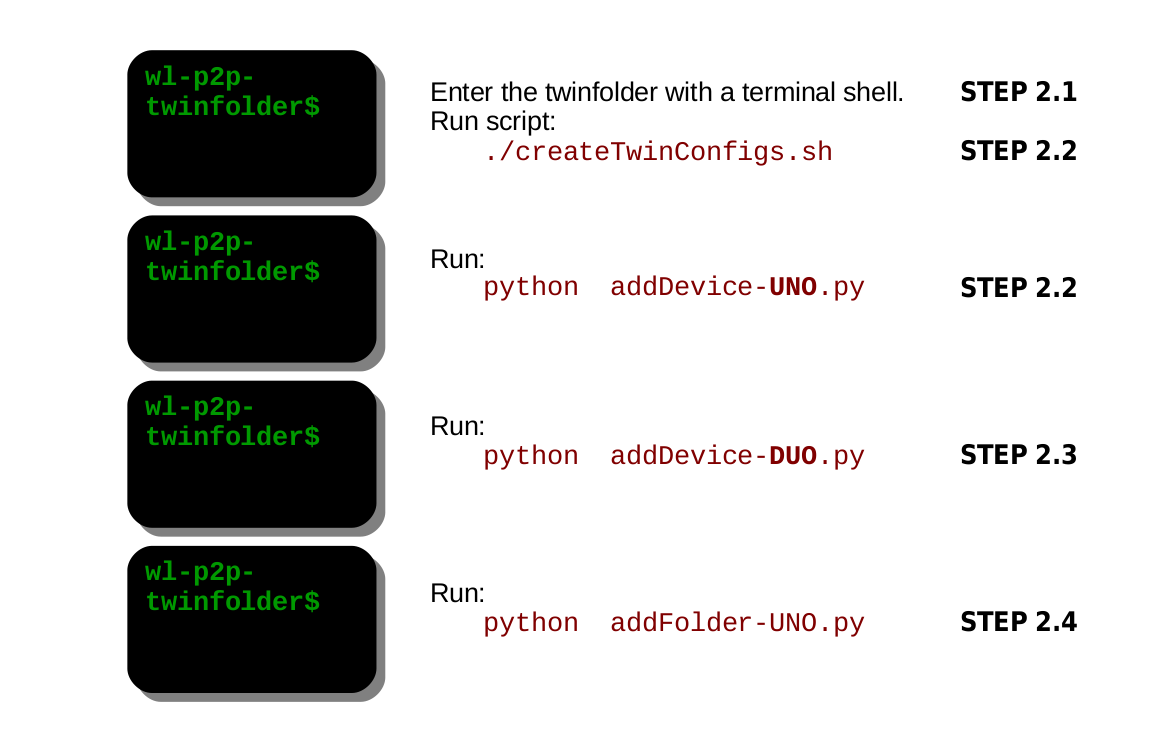 wl-p2p-
twinfolder$
Enter the twinfolder with a terminal shell. STEP 2.1
Run script:
./createTwinConfigs.sh STEP 2.2
wl-p2p-
twinfolder$
Run:
python  addDevice-UNO.py STEP 2.2
wl-p2p-
twinfolder$
Run:
python  addDevice-DUO.py STEP 2.3
wl-p2p-
twinfolder$
Run:
python  addFolder-UNO.py STEP 2.4